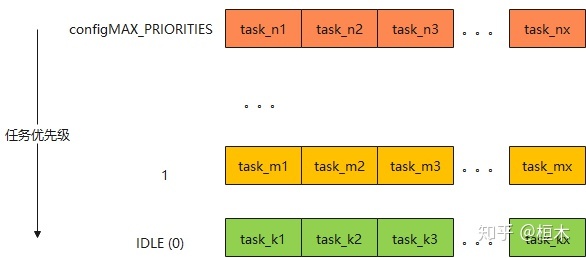 configMAX_PRIORITIES task_n1 task_n2 task_n3 。。。 task_nx
。。。
任务优先级
1 task_m1 task_m2 task_m3 。。。 task_mx
IDLE (0) task_k1 task_k2 task_k3 。。。 task_kx
知乎 @桓木